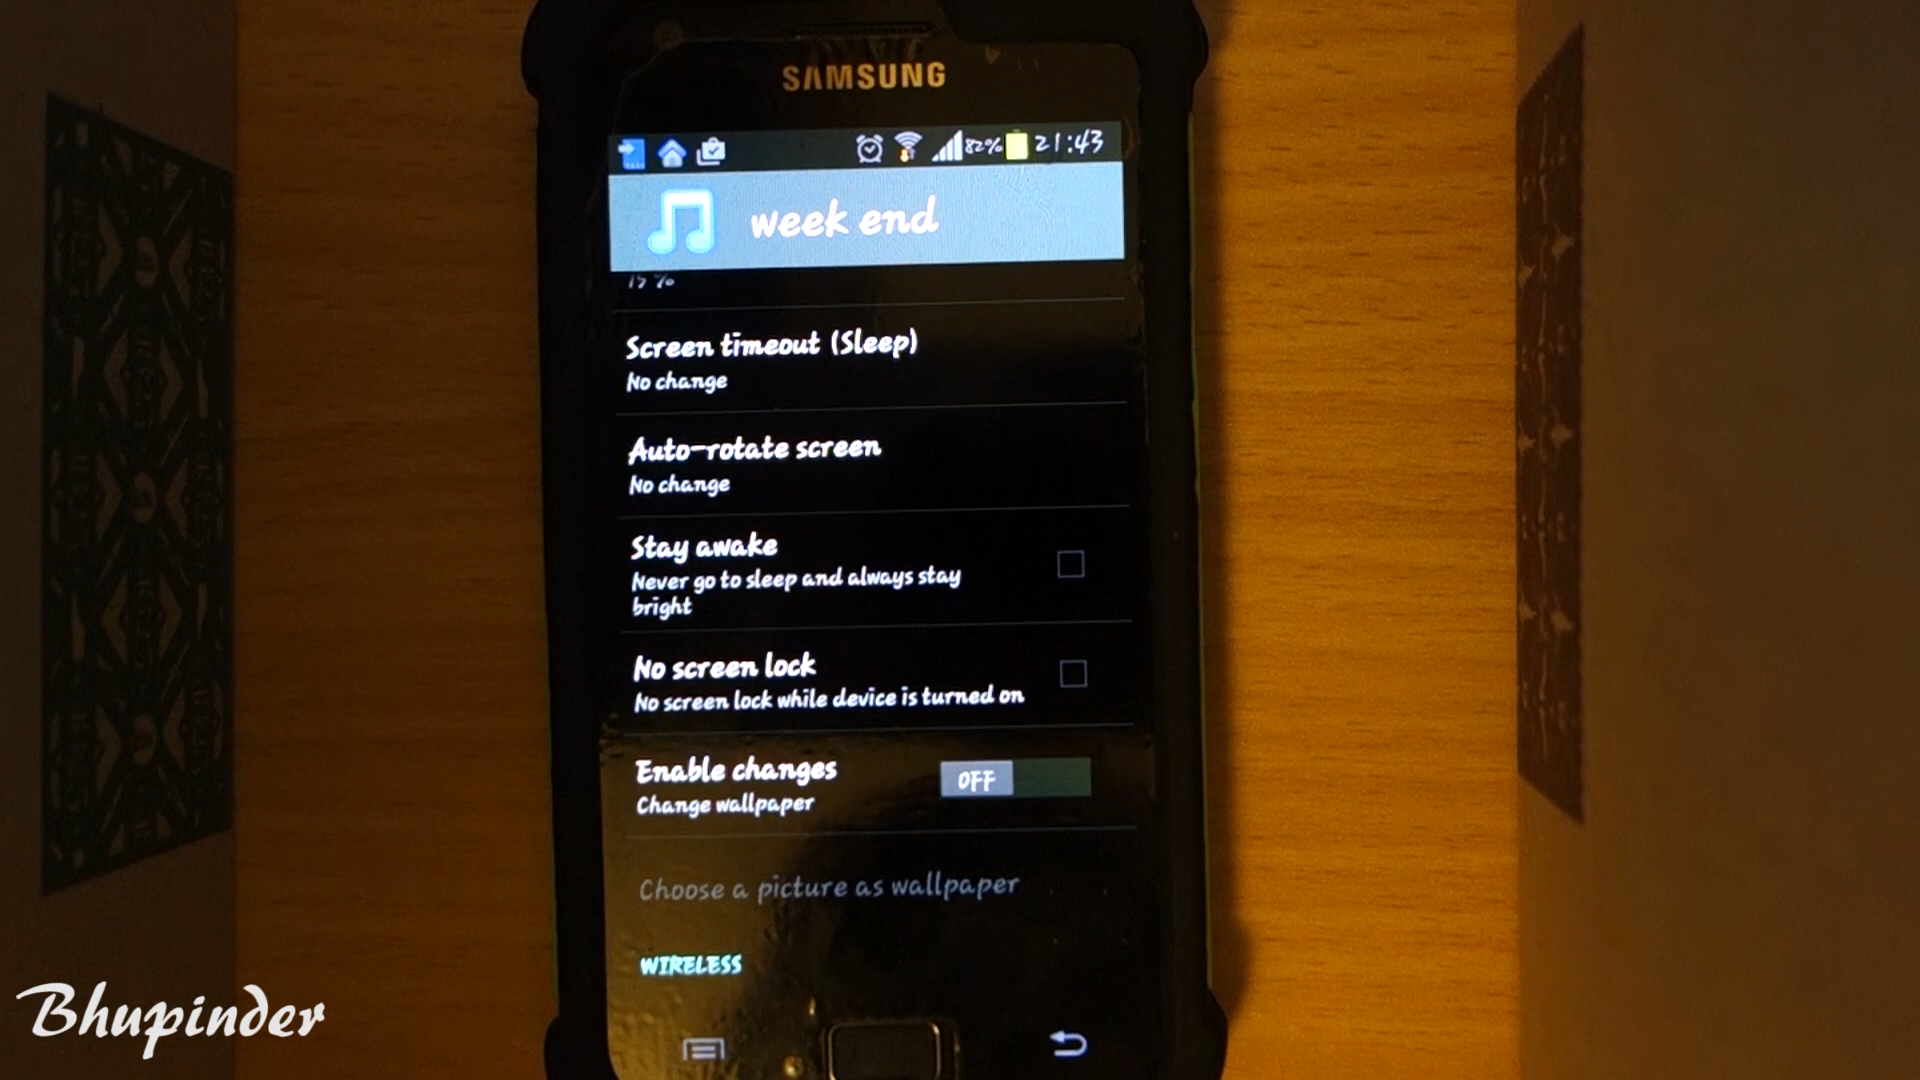 SAMSUNG
82% 21:43
week end
Screen timeout (Sleep)
No change
Auto-rotate screen
No change
Stay awake
Never go to sleep and always stay
bright
No screen lock
No screen lock while device is turned on
Enable changes
OFF
Change wallpaper
Choose a picture as wallpaper
WIRELESS
Bhupinder